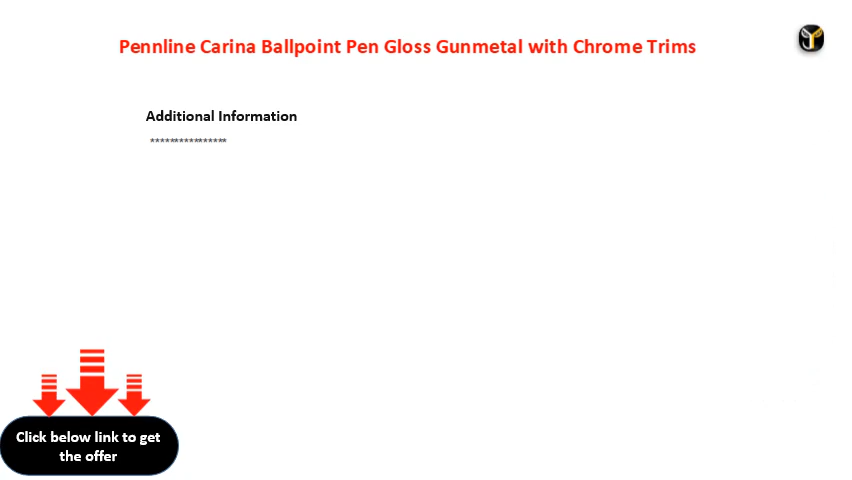 Pennline Carina Ballpoint Pen Gloss Gunmetal with Chrome Trims
Additional Information
****************
Click below link to get
the offer